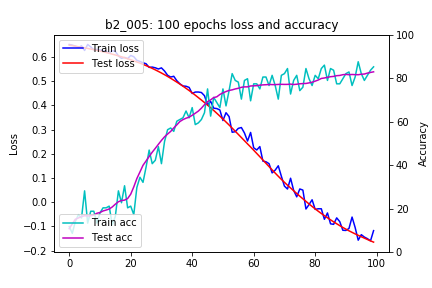 b2_005: 100 epochs loss and accuracy
Train loss
Test loss
Train acc
Test acc
Loss
Accuracy
0.6
0.5
0.4
0.3
0.2
0.1
0.0
−0.1
−0.2
100
80
60
40
20
0
0 20 40 60 80 100